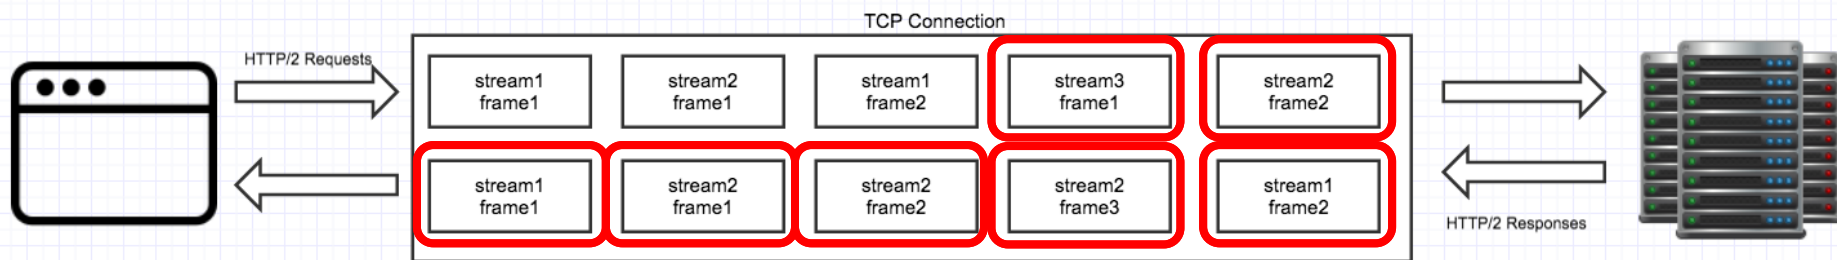 TCP Connection
HTTP/2 Requests
stream1
frame1
stream2
frame1
stream1
frame2
stream3
frame1
stream2
frame2
stream1
frame1
stream2
frame1
stream2
frame2
stream2
frame3
stream1
frame2
HTTP/2 Responses